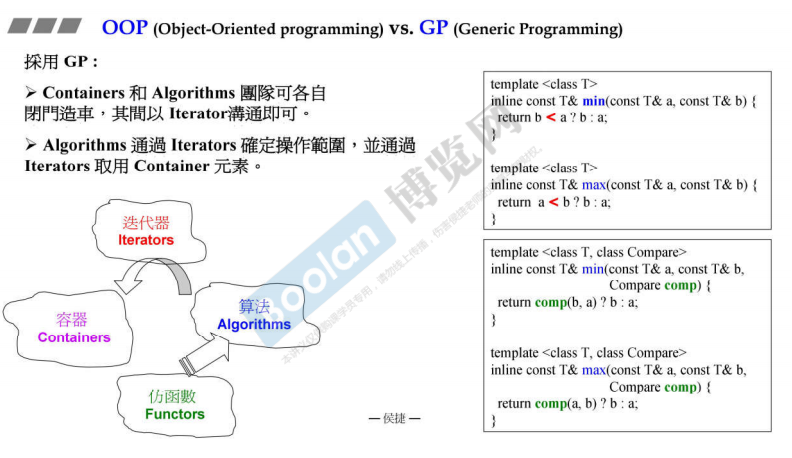 OOP (Object-Oriented programming) vs. GP (Generic Programming)
採用 GP :
➢ Containers 和 Algorithms 團隊可各自
閉門造車，其間以 Iterator溝通即可。
➢ Algorithms 通過 Iterators 確定操作範圍，並通過
Iterators 取用 Container 元素。
迭代器
Iterators
容器
Containers
算法
Algorithms
仿函數
Functors
template <class T>
inline const T& min(const T& a, const T& b) {
return b < a ? b : a;
}
template <class T>
inline const T& max(const T& a, const T& b) {
return a < b ? b : a;
}
template <class T, class Compare>
inline const T& min(const T& a, const T& b,
Compare comp) {
return comp(b, a) ? b : a;
}
template <class T, class Compare>
inline const T& max(const T& a, const T& b,
Compare comp) {
return comp(a, b) ? b : a;
}
— 侯捷 —
Boolan 博览网